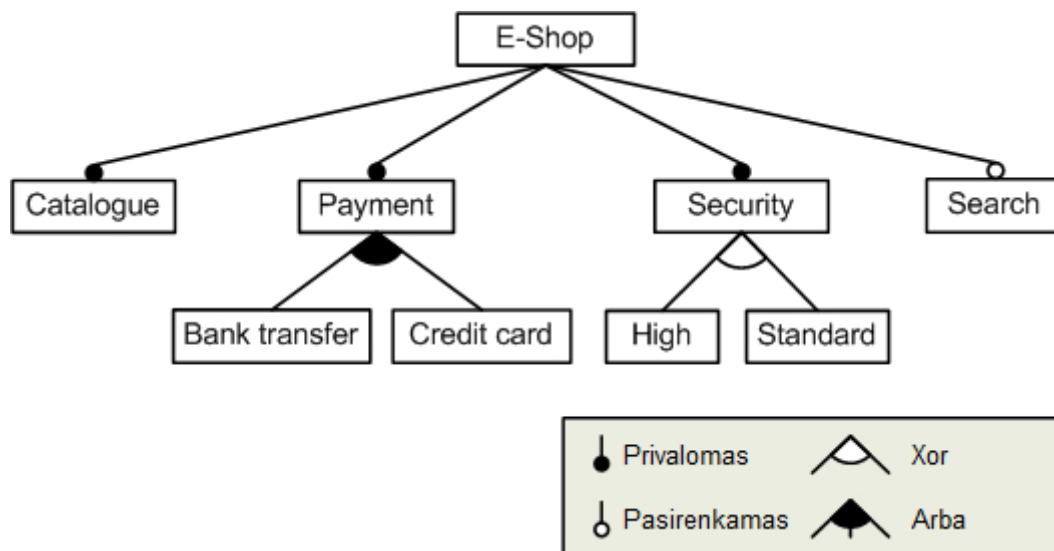 E-Shop
Catalogue
Payment
Security
Search
Bank transfer
Credit card
High
Standard
Privalomas
Xor
Pasirenkamas
Arba